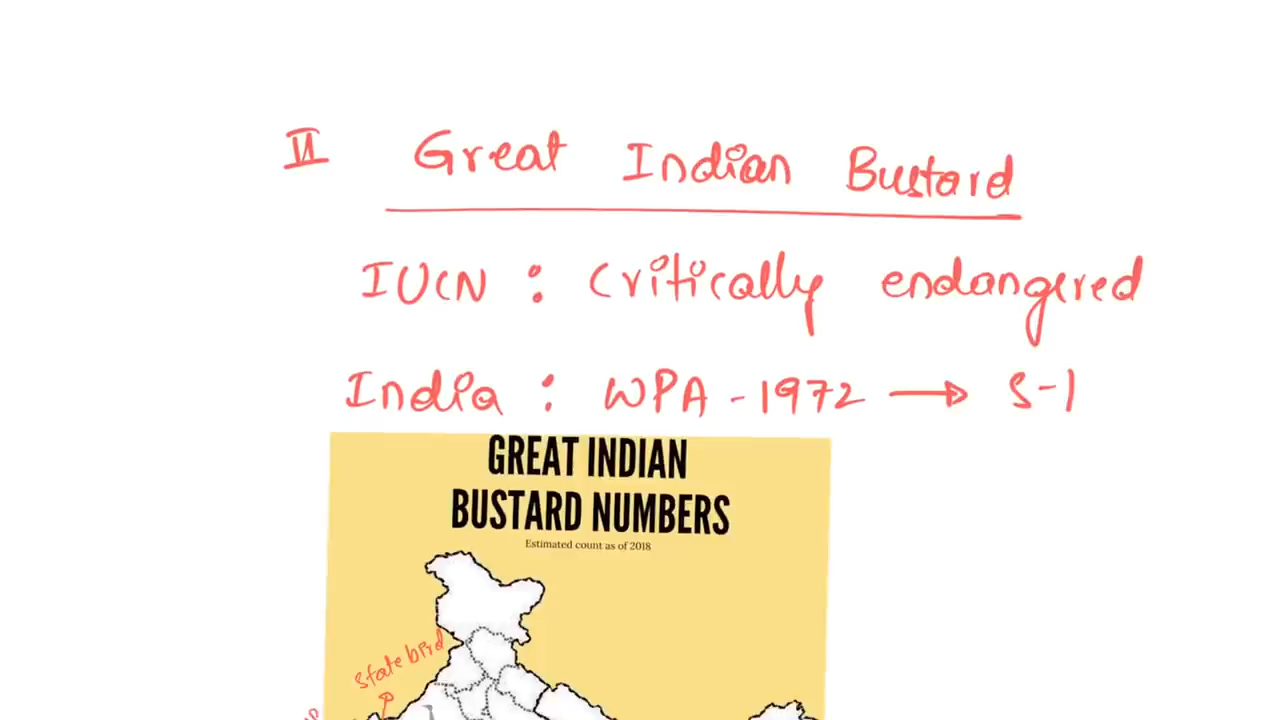 II Great Indian Bustard
IUCN : Critically endangered
India : WPA - 1972 → S-1
GREAT INDIAN
BUSTARD NUMBERS
Estimated count as of 2018
State bird